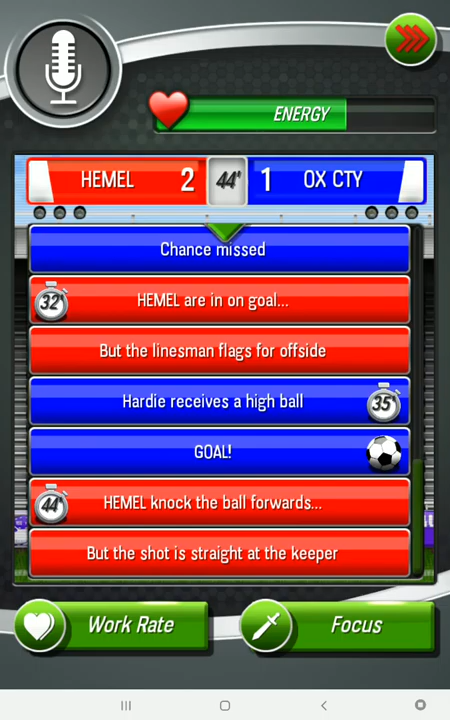 ENERGY
HEMEL 2 44' 1 OX CTY
Chance missed
32' HEMEL are in on goal...
But the linesman flags for offside
Hardie receives a high ball 35'
GOAL!
44' HEMEL knock the ball forwards...
But the shot is straight at the keeper
Work Rate Focus